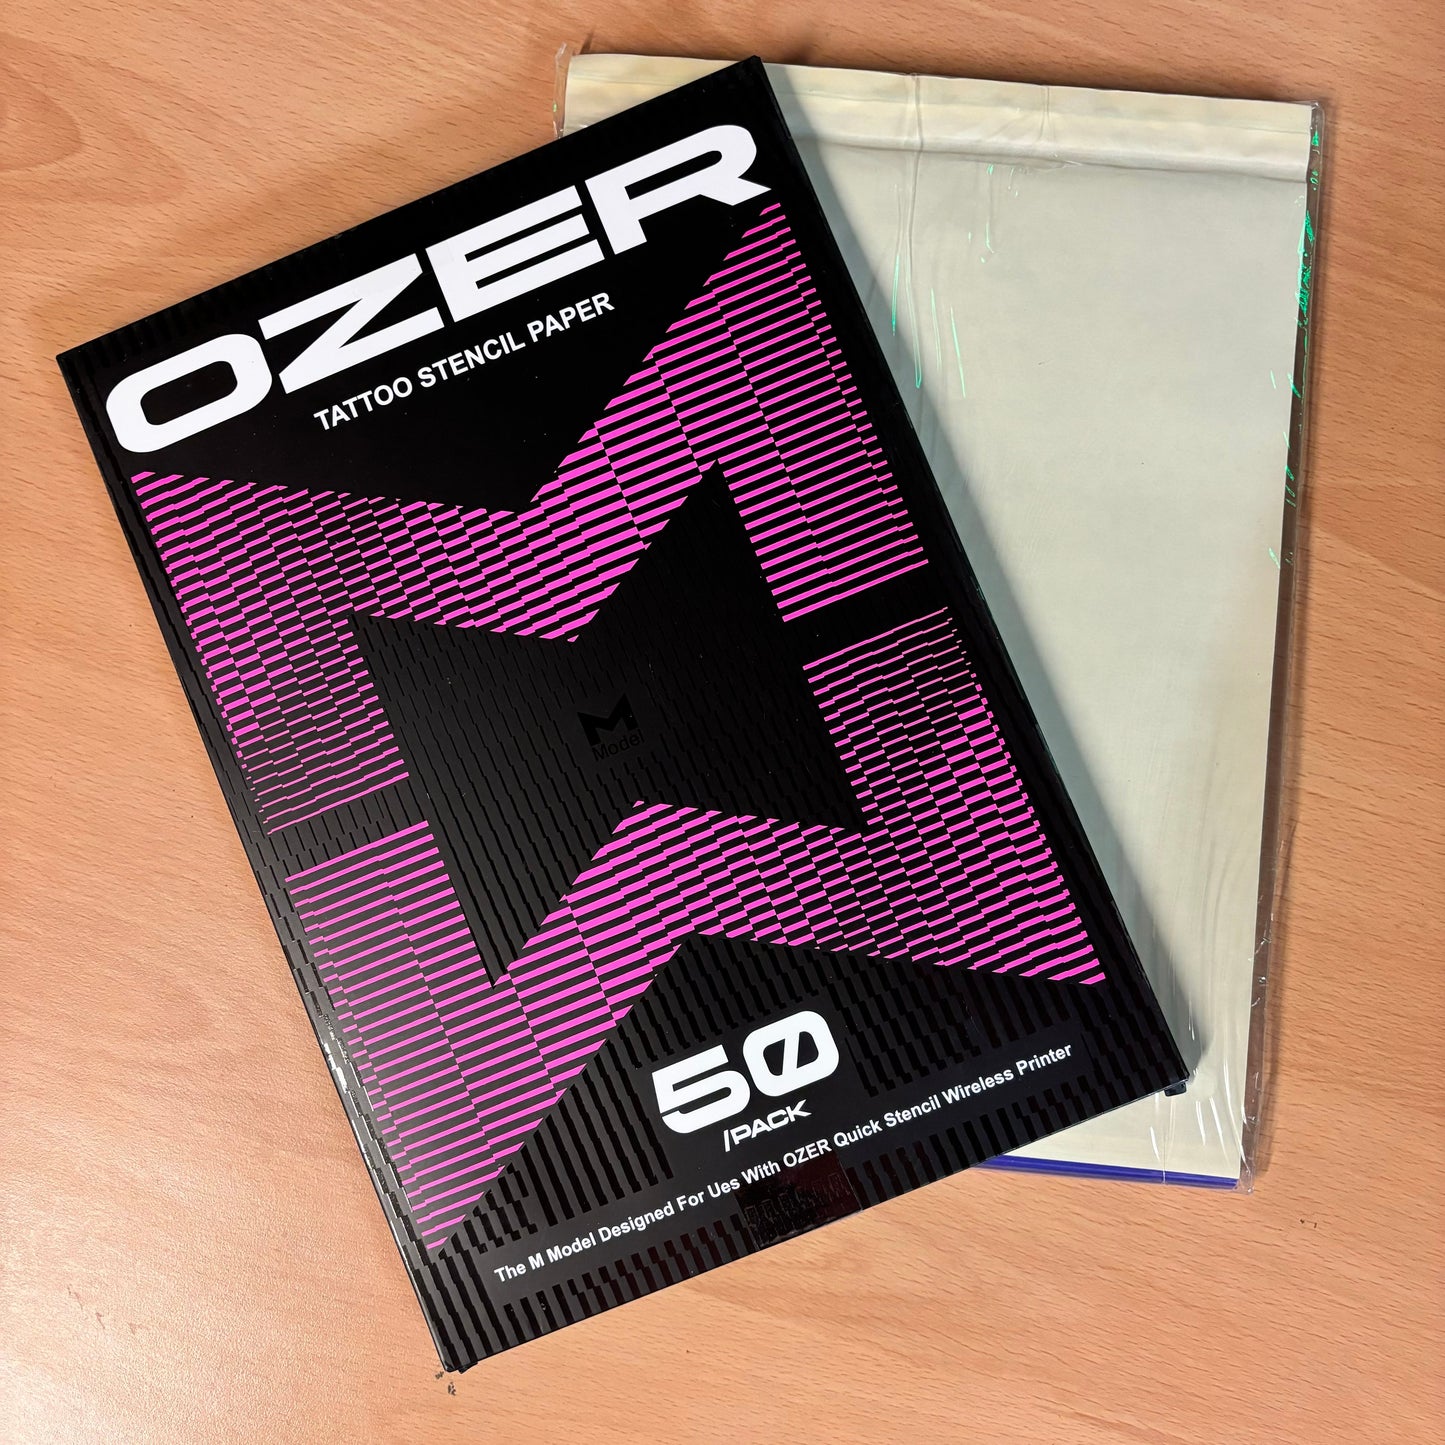 OZER
TATTOO STENCIL PAPER
M
Model
50
/PACK
The M Model Designed For Ues With OZER Quick Stencil Wireless Printer